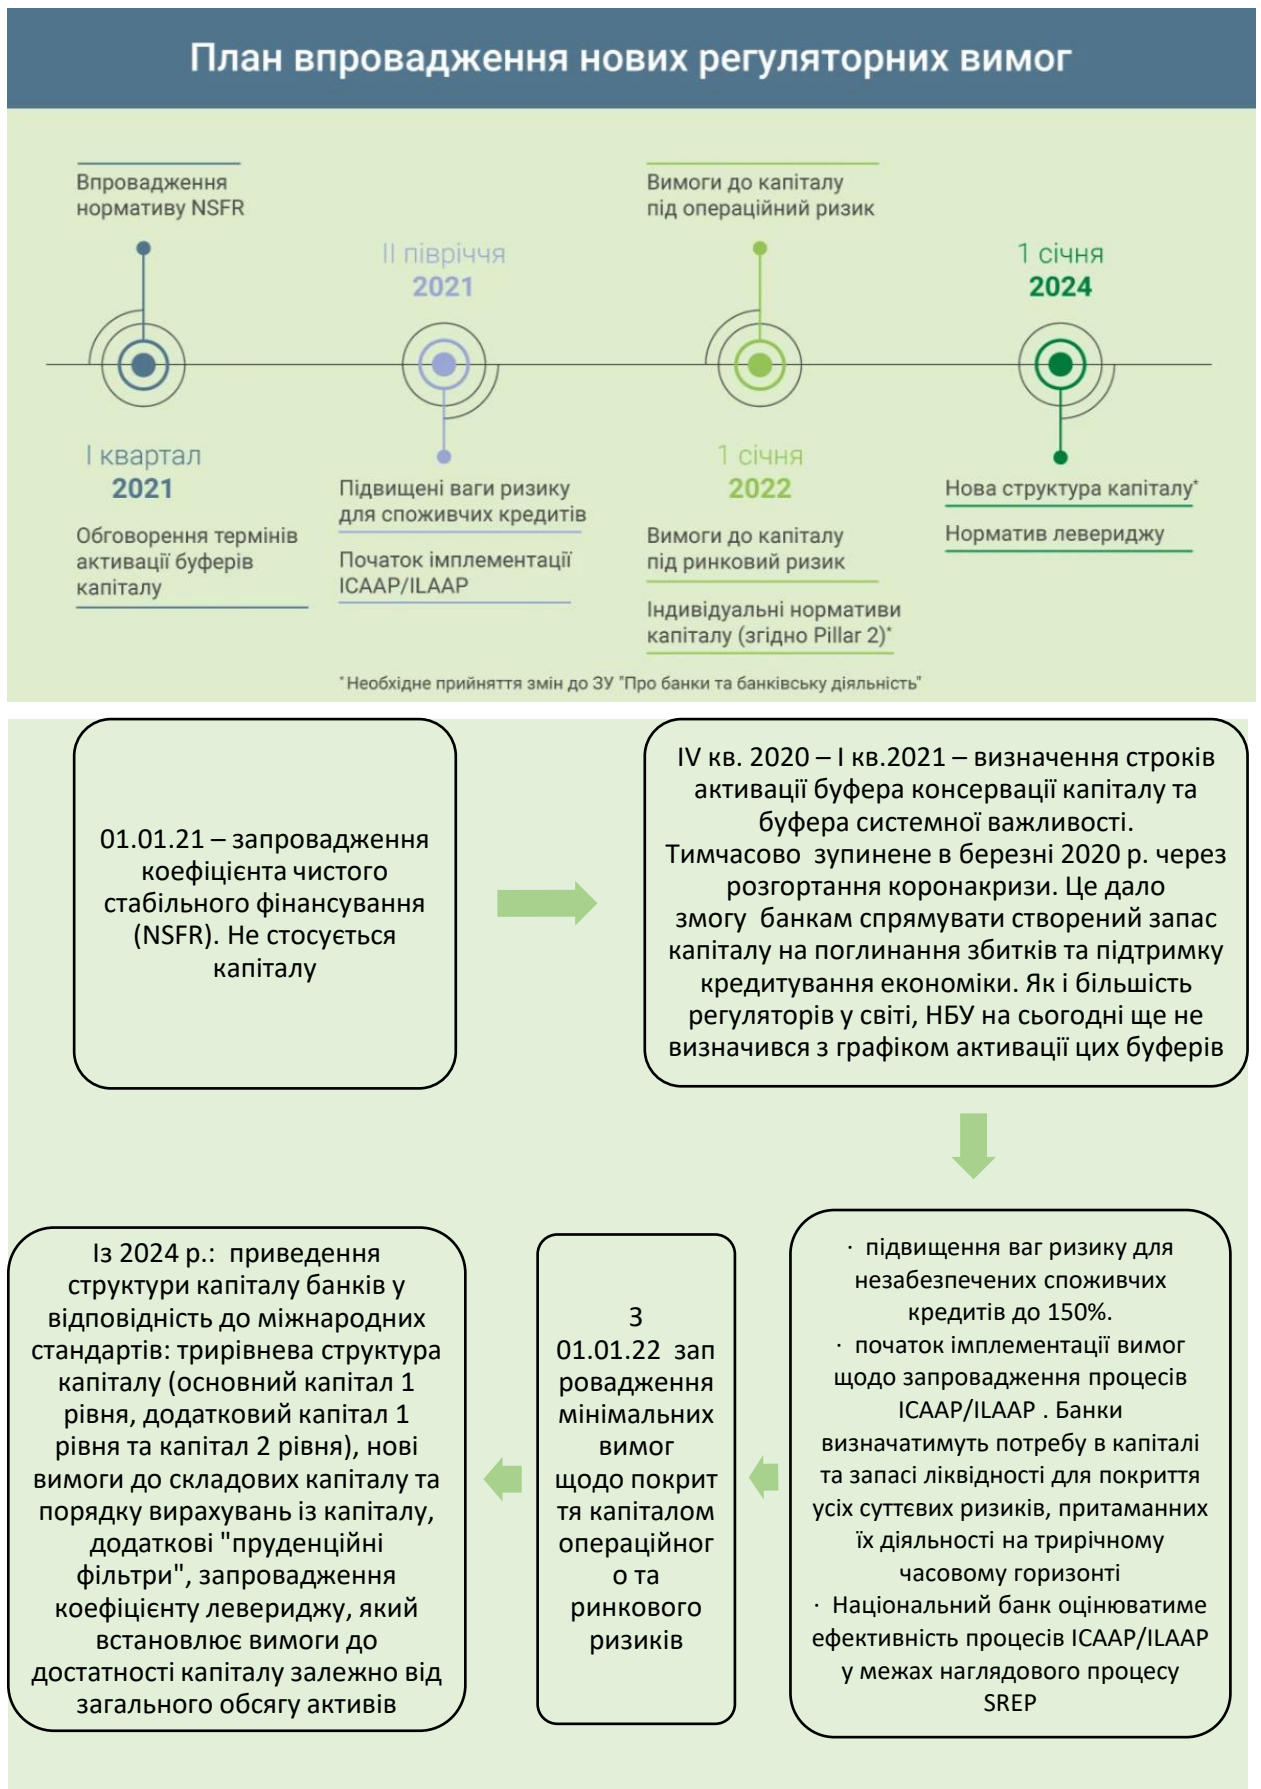 План впровадження нових регуляторних вимог
Впровадження
нормативу NSFR
I квартал
2021
Обговорення термінів
активації буферів
капіталу
II півріччя
2021
Підвищені ваги ризику
для споживчих кредитів
Початок імплементації
ICAAP/ILAAP
Вимоги до капіталу
під операційний ризик
1 січня
2022
Вимоги до капіталу
під ринковий ризик
Індивідуальні нормативи
капіталу (згідно Pillar 2)*
1 січня
2024
Нова структура капіталу*
Норматив левериджу
*Необхідне прийняття змін до ЗУ "Про банки та банківську діяльність"
01.01.21 – запровадження
коефіцієнта чистого
стабільного фінансування
(NSFR). Не стосується
капіталу
IV кв. 2020 – I кв.2021 – визначення строків
активації буфера консервації капіталу та
буфера системної важливості.
Тимчасово зупинене в березні 2020 р. через
розгортання коронакризи. Це дало
змогу банкам спрямувати створений запас
капіталу на поглинання збитків та підтримку
кредитування економіки. Як і більшість
регуляторів у світі, НБУ на сьогодні ще не
визначився з графіком активації цих буферів
· підвищення ваг ризику для
незабезпечених споживчих
кредитів до 150%.
· початок імплементації вимог
щодо запровадження процесів
ICAAP/ILAAP . Банки
визначатимуть потребу в капіталі
та запасі ліквідності для покриття
усіх суттєвих ризиків, притаманних
їх діяльності на трирічному
часовому горизонті
· Національний банк оцінюватиме
ефективність процесів ICAAP/ILAAP
у межах наглядового процесу
SREP
З
01.01.22 зап
ровадження
мінімальних
вимог
щодо покрит
тя капіталом
операційног
о та
ринкового
ризиків
Із 2024 р.: приведення
структури капіталу банків у
відповідність до міжнародних
стандартів: трирівнева структура
капіталу (основний капітал 1
рівня, додатковий капітал 1
рівня та капітал 2 рівня), нові
вимоги до складових капіталу та
порядку вирахувань із капіталу,
додаткові "пруденційні
фільтри", запровадження
коефіцієнту левериджу, який
встановлює вимоги до
достатності капіталу залежно від
загального обсягу активів